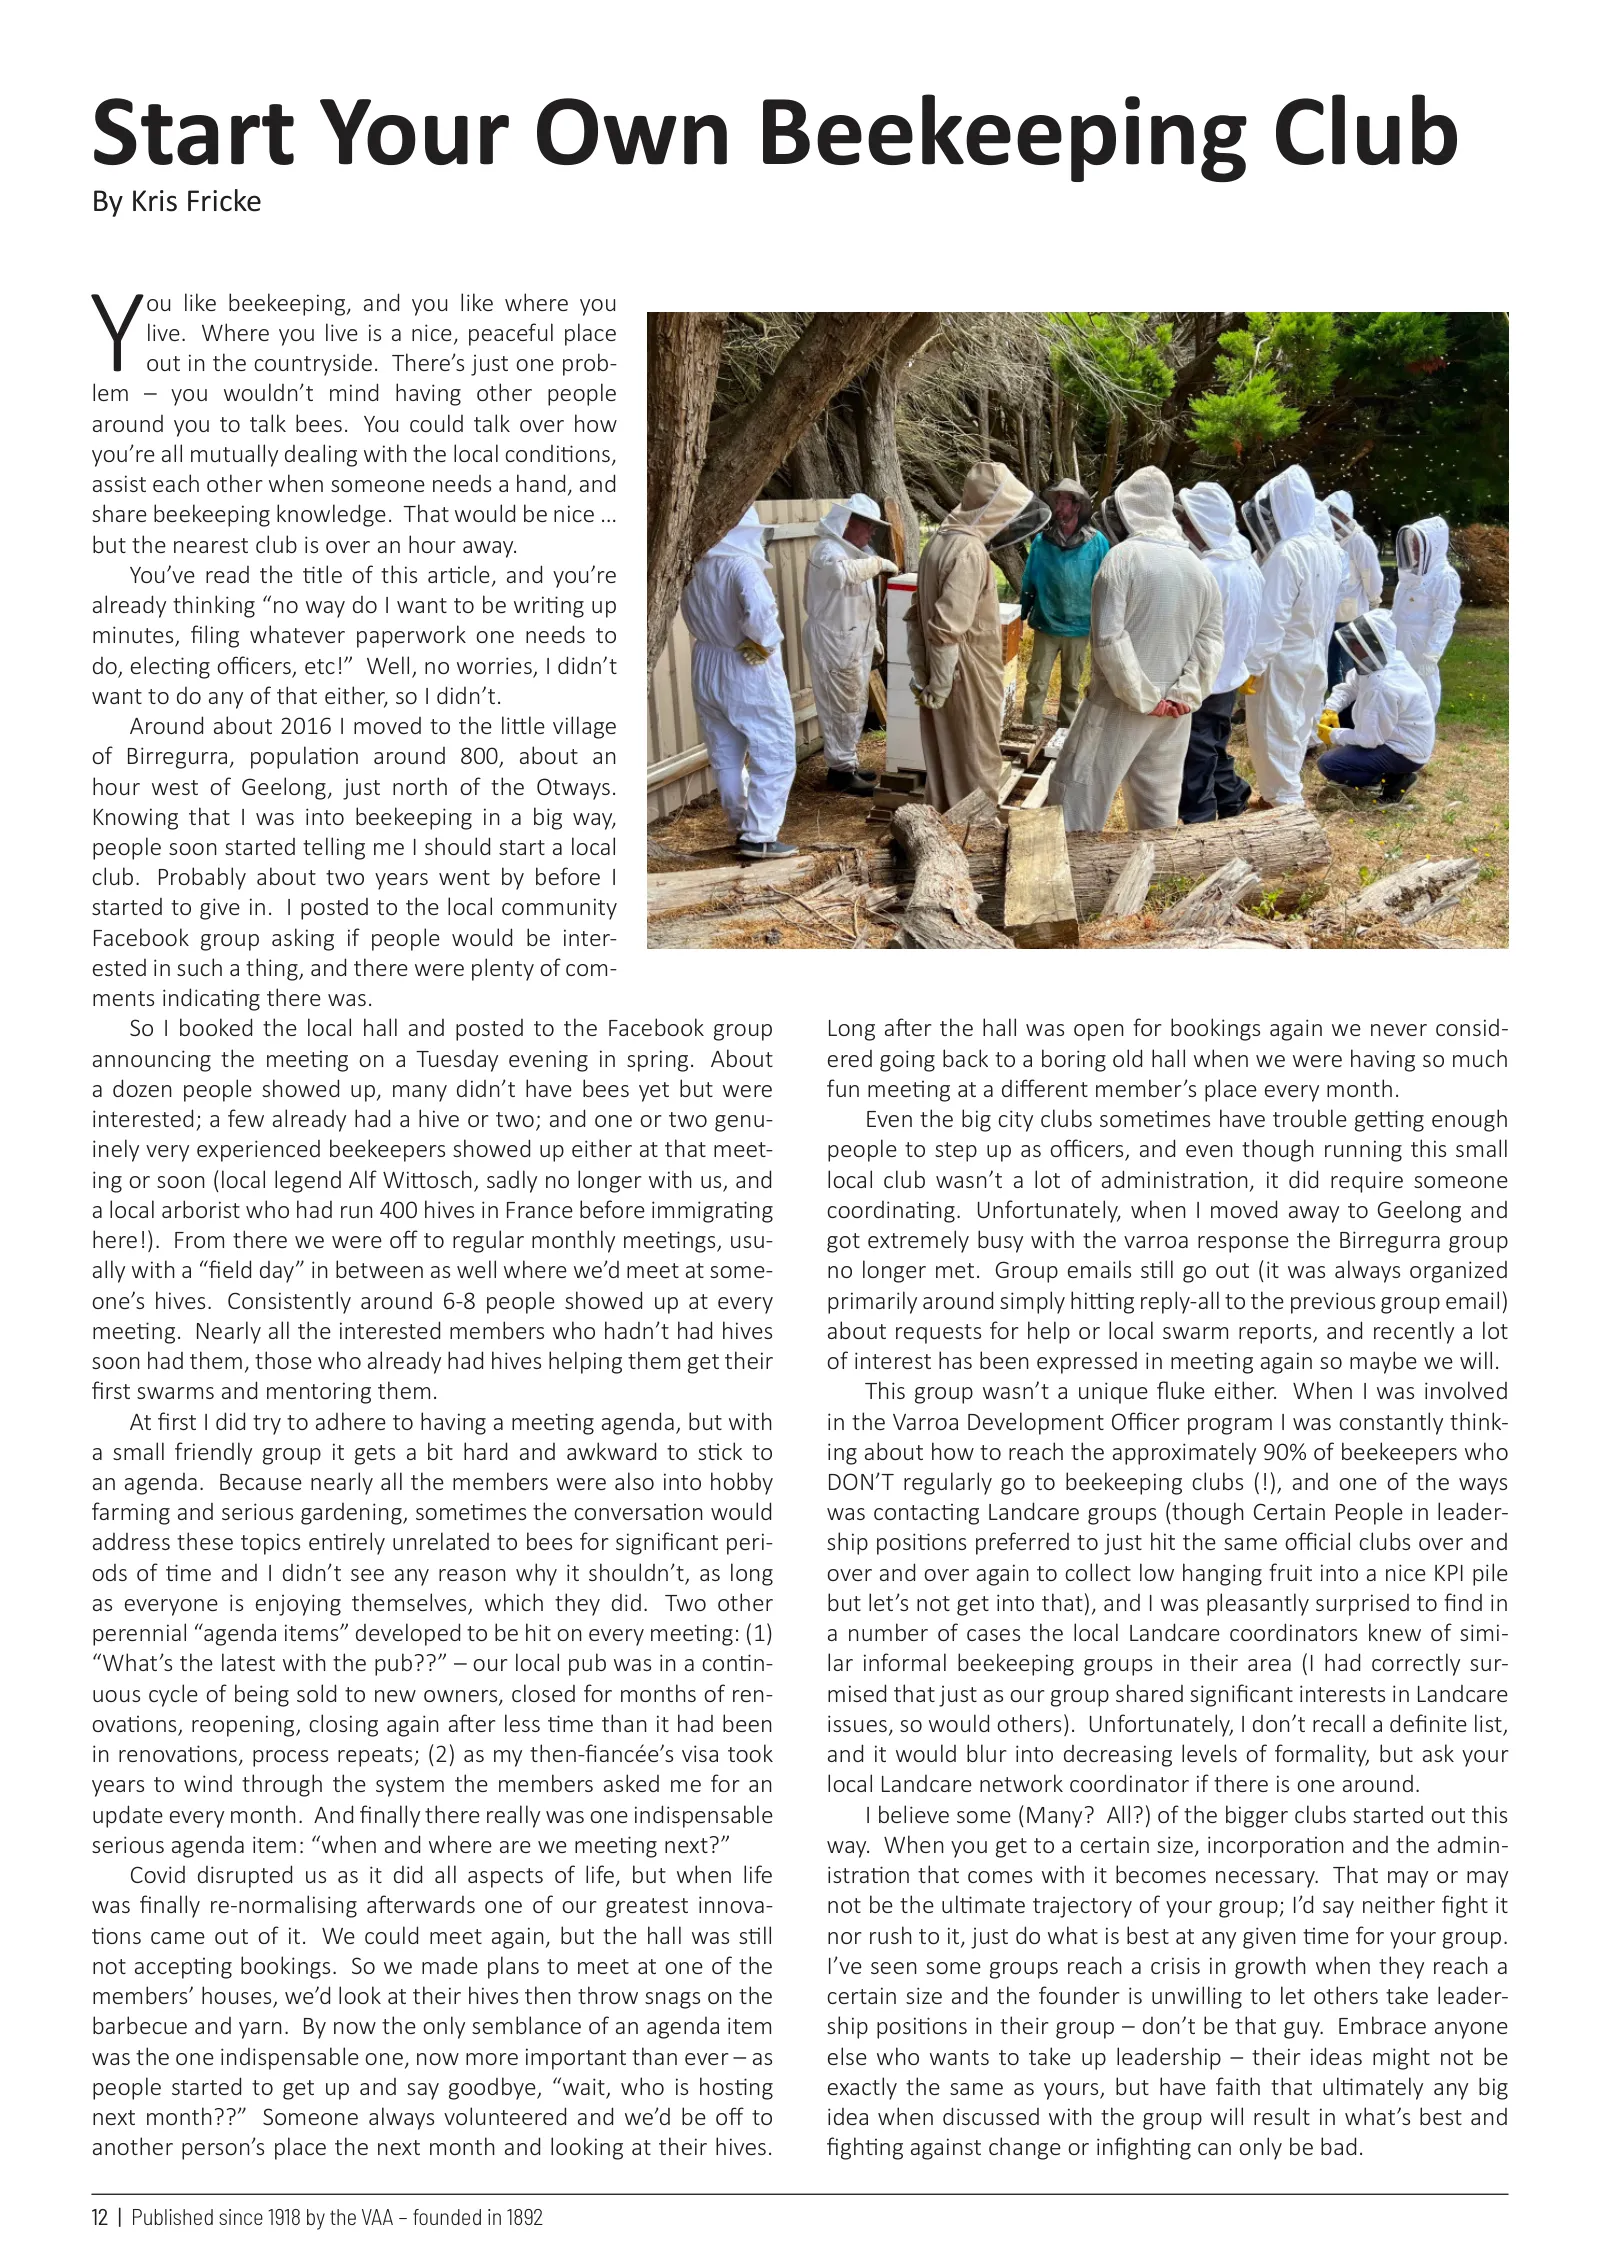 Start Your Own Beekeeping Club
By Kris Fricke
You like beekeeping, and you like where you
live. Where you live is a nice, peaceful place
out in the countryside. There’s just one prob-
lem – you wouldn’t mind having other people
around you to talk bees. You could talk over how
you’re all mutually dealing with the local conditions,
assist each other when someone needs a hand, and
share beekeeping knowledge. That would be nice ...
but the nearest club is over an hour away.
You’ve read the title of this article, and you’re
already thinking “no way do I want to be writing up
minutes, filing whatever paperwork one needs to
do, electing officers, etc!” Well, no worries, I didn’t
want to do any of that either, so I didn’t.
Around about 2016 I moved to the little village
of Birregurra, population around 800, about an
hour west of Geelong, just north of the Otways.
Knowing that I was into beekeeping in a big way,
people soon started telling me I should start a local
club. Probably about two years went by before I
started to give in. I posted to the local community
Facebook group asking if people would be inter-
ested in such a thing, and there were plenty of com-
ments indicating there was.
So I booked the local hall and posted to the Facebook group
announcing the meeting on a Tuesday evening in spring. About
a dozen people showed up, many didn’t have bees yet but were
interested; a few already had a hive or two; and one or two genu-
inely very experienced beekeepers showed up either at that meet-
ing or soon (local legend Alf Wittosch, sadly no longer with us, and
a local arborist who had run 400 hives in France before immigrating
here!). From there we were off to regular monthly meetings, usu-
ally with a “field day” in between as well where we’d meet at some-
one’s hives. Consistently around 6-8 people showed up at every
meeting. Nearly all the interested members who hadn’t had hives
soon had them, those who already had hives helping them get their
first swarms and mentoring them.
At first I did try to adhere to having a meeting agenda, but with
a small friendly group it gets a bit hard and awkward to stick to
an agenda. Because nearly all the members were also into hobby
farming and serious gardening, sometimes the conversation would
address these topics entirely unrelated to bees for significant peri-
ods of time and I didn’t see any reason why it shouldn’t, as long
as everyone is enjoying themselves, which they did. Two other
perennial “agenda items” developed to be hit on every meeting: (1)
“What’s the latest with the pub??” – our local pub was in a contin-
uous cycle of being sold to new owners, closed for months of ren-
ovations, reopening, closing again after less time than it had been
in renovations, process repeats; (2) as my then-fiancée’s visa took
years to wind through the system the members asked me for an
update every month. And finally there really was one indispensable
serious agenda item: “when and where are we meeting next?”
Covid disrupted us as it did all aspects of life, but when life
was finally re-normalising afterwards one of our greatest innova-
tions came out of it. We could meet again, but the hall was still
not accepting bookings. So we made plans to meet at one of the
members’ houses, we’d look at their hives then throw snags on the
barbecue and yarn. By now the only semblance of an agenda item
was the one indispensable one, now more important than ever – as
people started to get up and say goodbye, “wait, who is hosting
next month??” Someone always volunteered and we’d be off to
another person’s place the next month and looking at their hives.
Long after the hall was open for bookings again we never consid-
ered going back to a boring old hall when we were having so much
fun meeting at a different member’s place every month.
Even the big city clubs sometimes have trouble getting enough
people to step up as officers, and even though running this small
local club wasn’t a lot of administration, it did require someone
coordinating. Unfortunately, when I moved away to Geelong and
got extremely busy with the varroa response the Birregurra group
no longer met. Group emails still go out (it was always organized
primarily around simply hitting reply-all to the previous group email)
about requests for help or local swarm reports, and recently a lot
of interest has been expressed in meeting again so maybe we will.
This group wasn’t a unique fluke either. When I was involved
in the Varroa Development Officer program I was constantly think-
ing about how to reach the approximately 90% of beekeepers who
DON’T regularly go to beekeeping clubs (!), and one of the ways
was contacting Landcare groups (though Certain People in leader-
ship positions preferred to just hit the same official clubs over and
over and over again to collect low hanging fruit into a nice KPI pile
but let’s not get into that), and I was pleasantly surprised to find in
a number of cases the local Landcare coordinators knew of simi-
lar informal beekeeping groups in their area (I had correctly sur-
mised that just as our group shared significant interests in Landcare
issues, so would others). Unfortunately, I don’t recall a definite list,
and it would blur into decreasing levels of formality, but ask your
local Landcare network coordinator if there is one around.
I believe some (Many? All?) of the bigger clubs started out this
way. When you get to a certain size, incorporation and the admin-
istration that comes with it becomes necessary. That may or may
not be the ultimate trajectory of your group; I’d say neither fight it
nor rush to it, just do what is best at any given time for your group.
I’ve seen some groups reach a crisis in growth when they reach a
certain size and the founder is unwilling to let others take leader-
ship positions in their group – don’t be that guy. Embrace anyone
else who wants to take up leadership – their ideas might not be
exactly the same as yours, but have faith that ultimately any big
idea when discussed with the group will result in what’s best and
fighting against change or infighting can only be bad.
12 | Published since 1918 by the VAA – founded in 1892